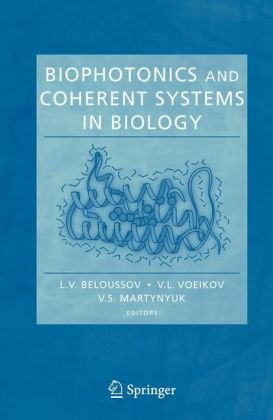 BIOPHOTONICS AND
COHERENT SYSTEMS
IN BIOLOGY
L.V. BELOUSSOV • V.L. VOEIKOV
V.S. MARTYNYUK
EDITORS
Springer